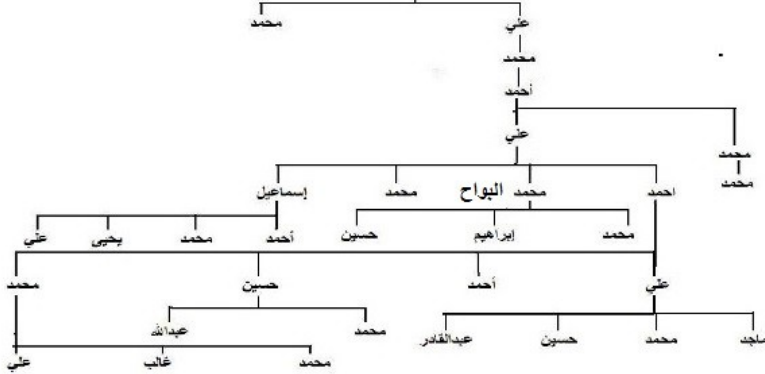 علي محمد
محمد
أحمد
علي
محمد
محمد
احمد محمد البواح محمد إسماعيل
محمد إبراهيم حسين أحمد محمد يحيى علي
علي أحمد حسين محمد
محمد عبدالله
ماجد محمد حسين عبدالقادر
محمد غالب علي